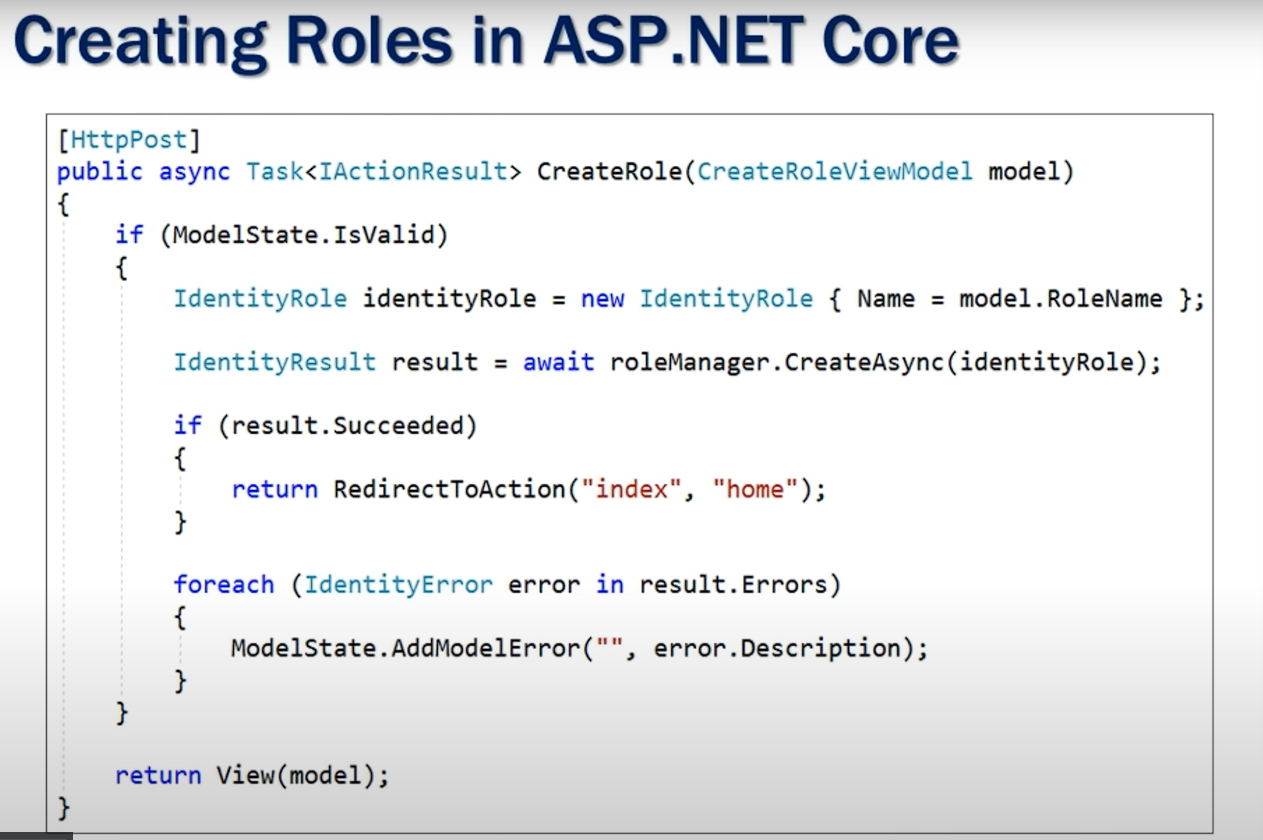 Creating Roles in ASP.NET Core
[HttpPost]
public async Task<IActionResult> CreateRole(CreateRoleViewModel model)
{
if (ModelState.IsValid)
{
IdentityRole identityRole = new IdentityRole { Name = model.RoleName };
IdentityResult result = await roleManager.CreateAsync(identityRole);
if (result.Succeeded)
{
return RedirectToAction("index", "home");
}
foreach (IdentityError error in result.Errors)
{
ModelState.AddModelError("", error.Description);
}
}
return View(model);
}